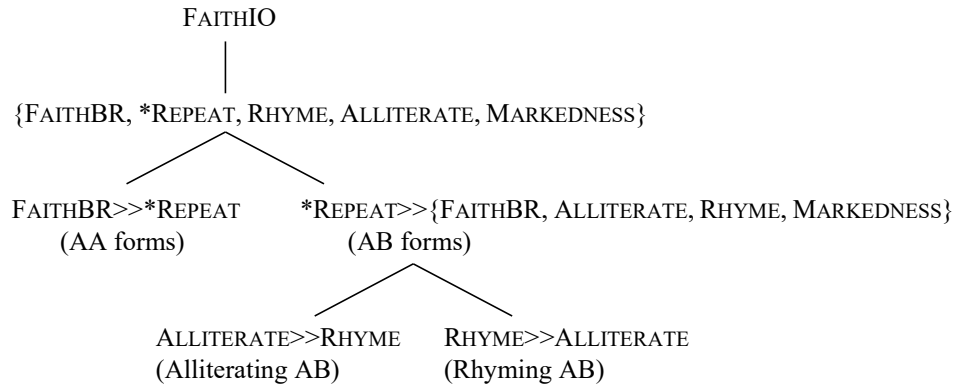 FAITHIO
{FAITHBR, *REPEAT, RHYME, ALLITERATE, MARKEDNESS}
FAITHBR>>*REPEAT *REPEAT>>{FAITHBR, ALLITERATE, RHYME, MARKEDNESS}
(AA forms) (AB forms)
ALLITERATE>>RHYME RHYME>>ALLITERATE
(Alliterating AB) (Rhyming AB)